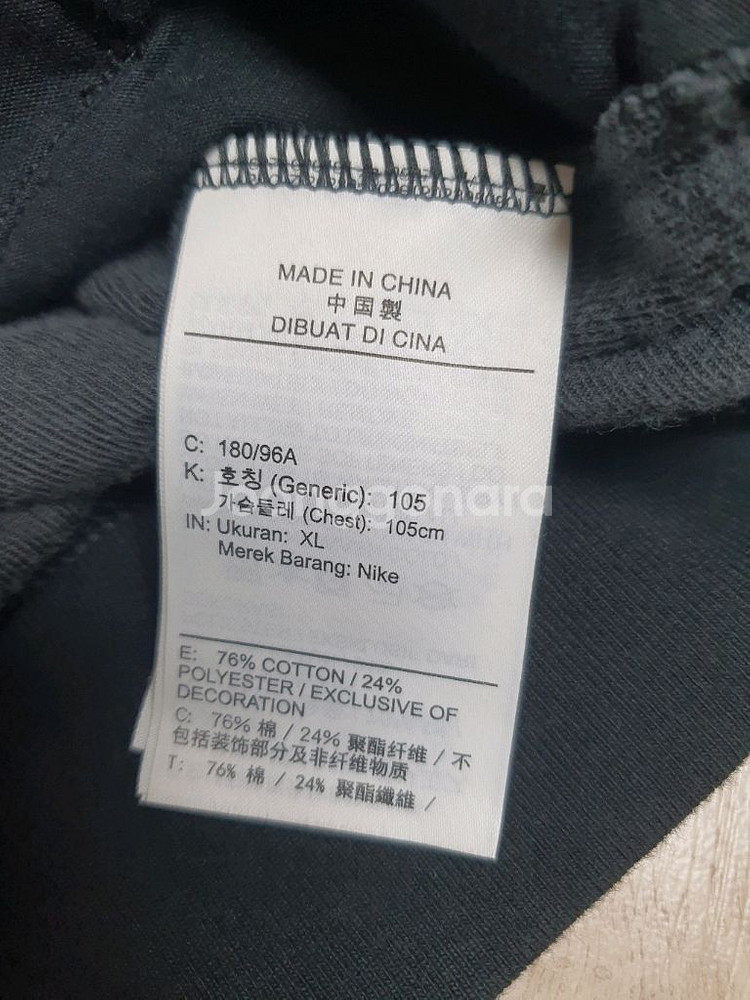 MADE IN CHINA
中国製
DIBUAT DI CINA
C: 180/96A
K: 호칭 (Generic): 105
가슴둘레 (Chest): 105cm
IN: Ukuran: XL
Merek Barang: Nike
E: 76% COTTON / 24%
POLYESTER / EXCLUSIVE OF
DECORATION
C: 76% 棉 / 24% 聚酯纤维 / 不
包括装饰部分及非纤维物质
T: 76% 棉 / 24% 聚酯纖維 /
Joonggonara